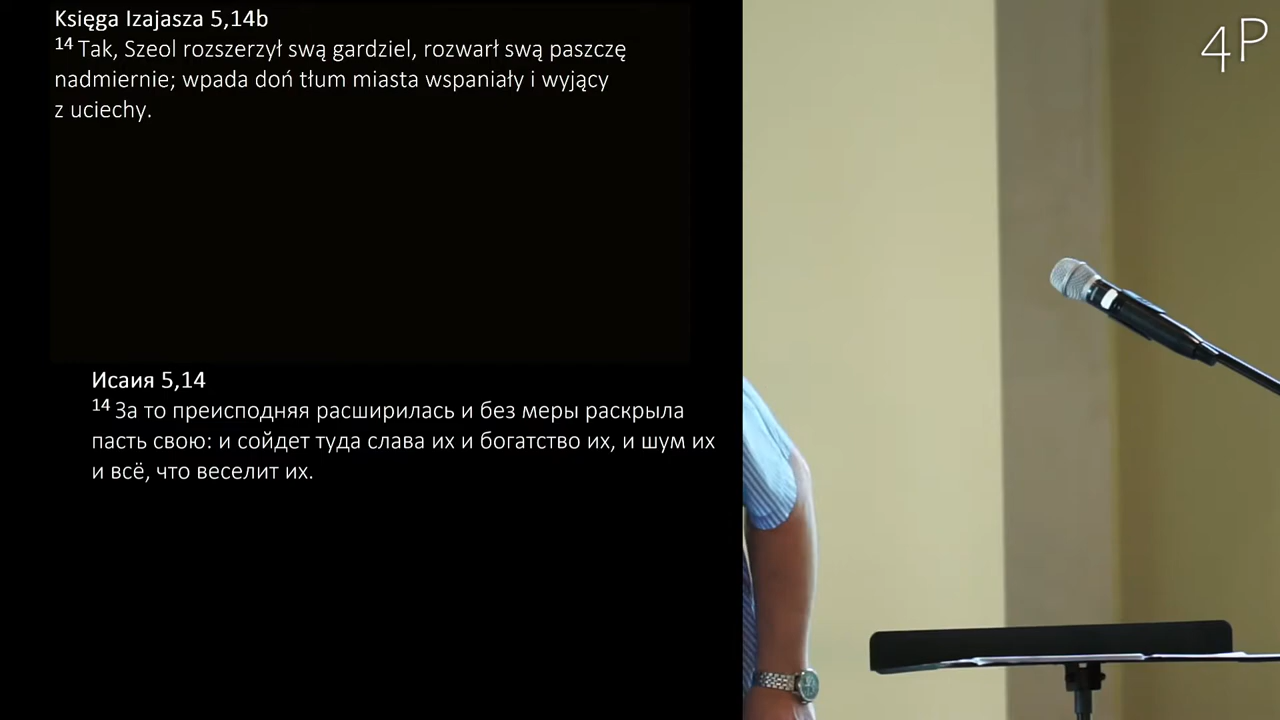 Księga Izajasza 5,14b
14 Tak, Szeol rozszerzył swą gardziel, rozwarł swą paszczę
nadmiernie; wpada doń tłum miasta wspaniały i wyjący
z uciechy.
Исаия 5,14
14 За то преисподняя расширилась и без меры раскрыла
пасть свою: и сойдет туда слава их и богатство их, и шум их
и всё, что веселит их.
4P